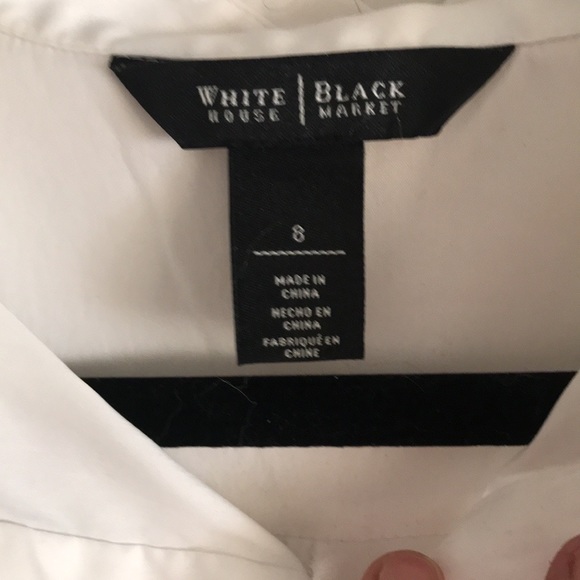 WHITE | BLACK
HOUSE | MARKET
8
MADE IN
CHINA
HECHO EN
CHINA
FABRIQUÉ EN
CHINE